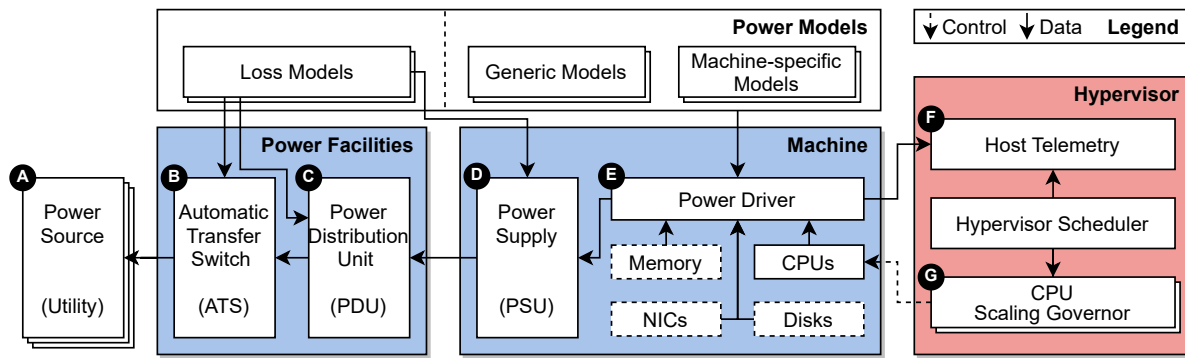 Power Models
Loss Models
Generic Models
Machine-specific
Models
Control
Data
Legend
Power Facilities
Machine
Hypervisor
A
Power
Source
(Utility)
B
Automatic
Transfer
Switch
(ATS)
C
Power
Distribution
Unit
(PDU)
D
Power
Supply
(PSU)
E
Power Driver
Memory
CPUs
NICs
Disks
F
Host Telemetry
Hypervisor Scheduler
G
CPU
Scaling Governor